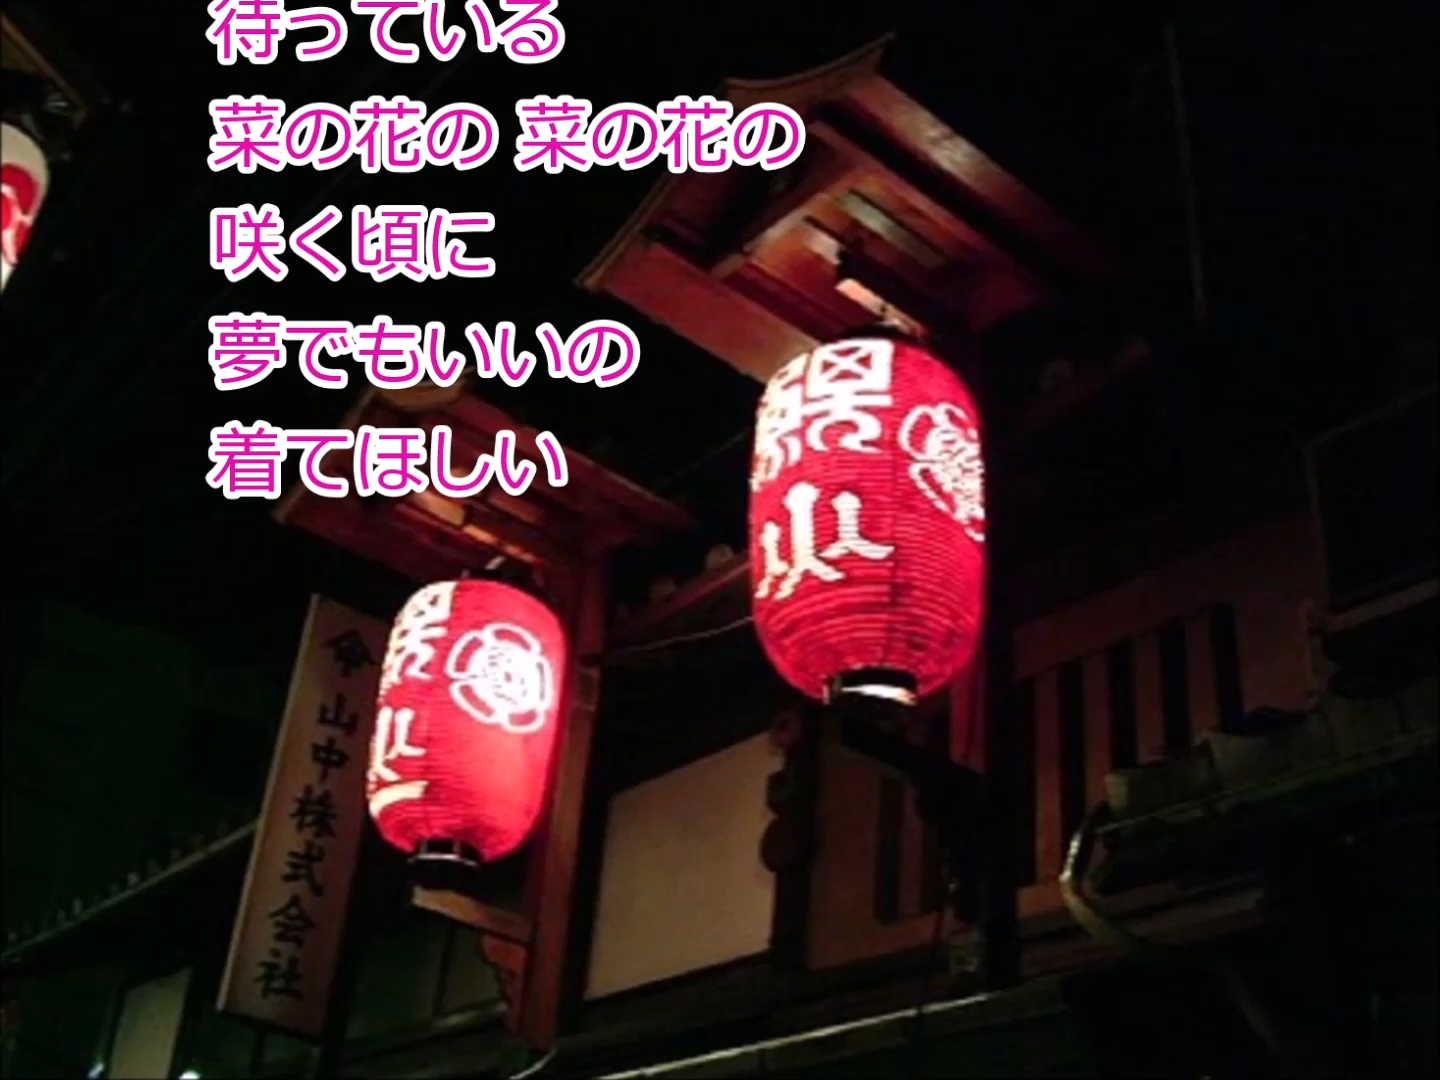 待っている
菜の花の 菜の花の
咲く頃に
夢でもいいの
着てほしい
山中株式会社